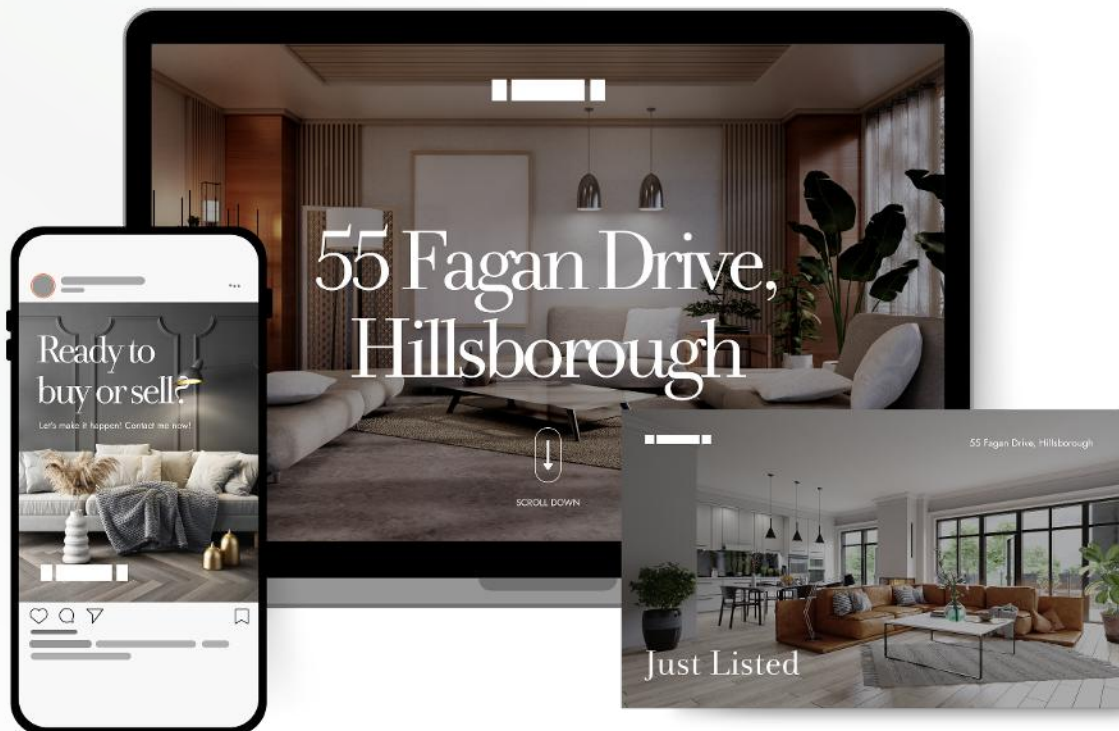 55 Fagan Drive,
Hillsborough
SCROLL DOWN
Ready to
buy or sell?
Let's make it happen! Contact me now!
55 Fagan Drive, Hillsborough
Just Listed